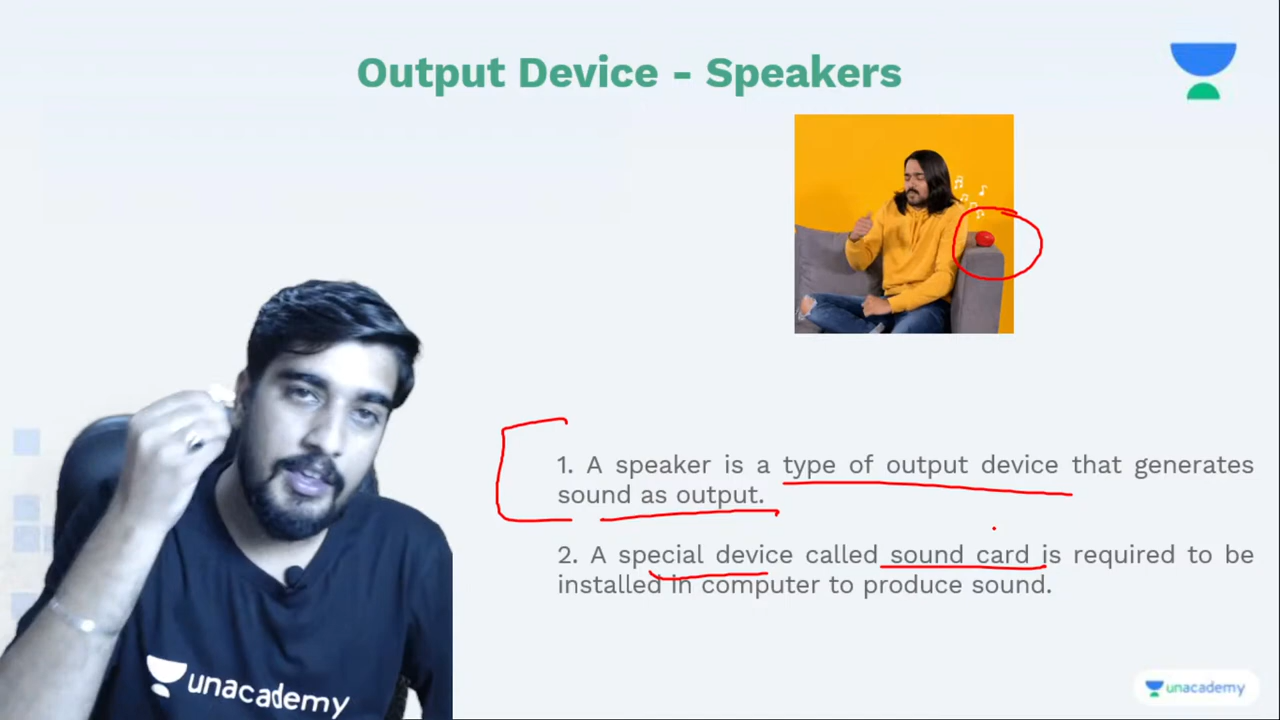 Output Device - Speakers
1. A speaker is a type of output device that generates
sound as output.
2. A special device called sound card is required to be
installed in computer to produce sound.
unacademy
unacademy